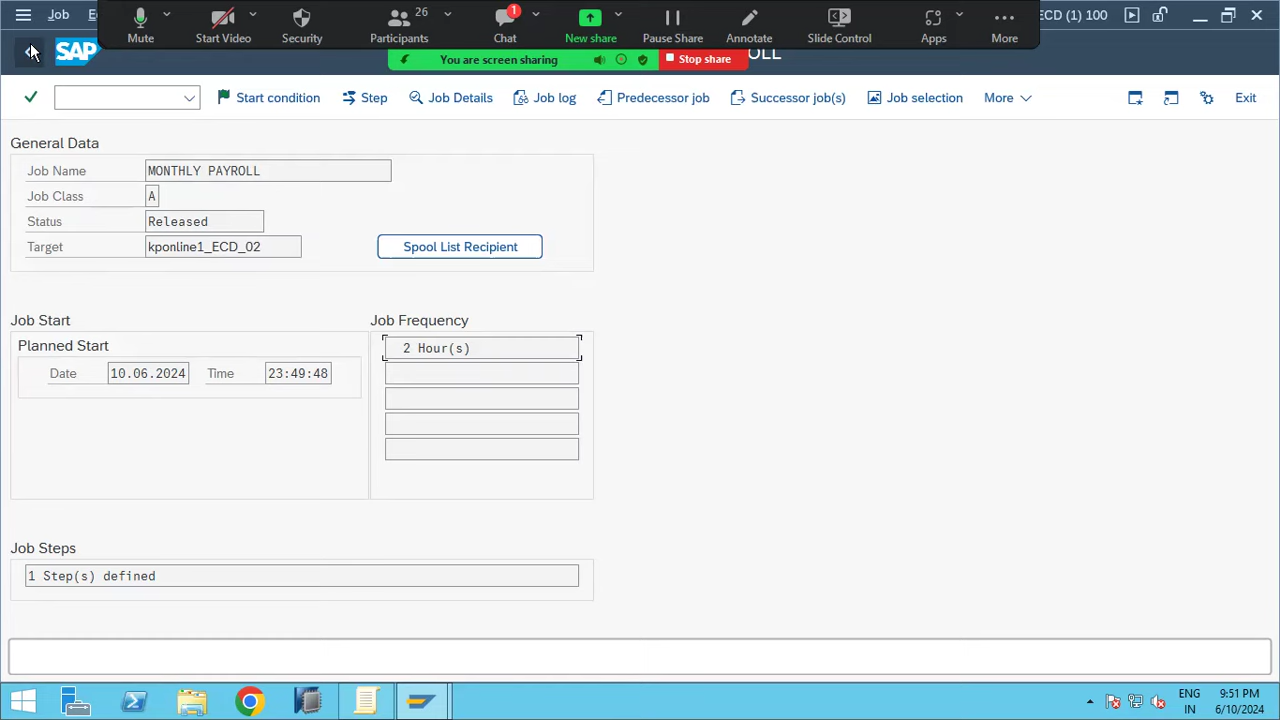 Job
26
1
ECD (1) 100
Mute
Start Video
Security
Participants
Chat
New share
Pause Share
Annotate
Slide Control
Apps
More
SAP
You are screen sharing
Stop share
OLL
Start condition
Step
Job Details
Job log
Predecessor job
Successor job(s)
Job selection
More
Exit
General Data
Job Name MONTHLY PAYROLL
Job Class A
Status Released
Target kponline1_ECD_02
Spool List Recipient
Job Start
Job Frequency
Planned Start
2 Hour(s)
Date 10.06.2024 Time 23:49:48
Job Steps
1 Step(s) defined
ENG
IN
9:51 PM
6/10/2024